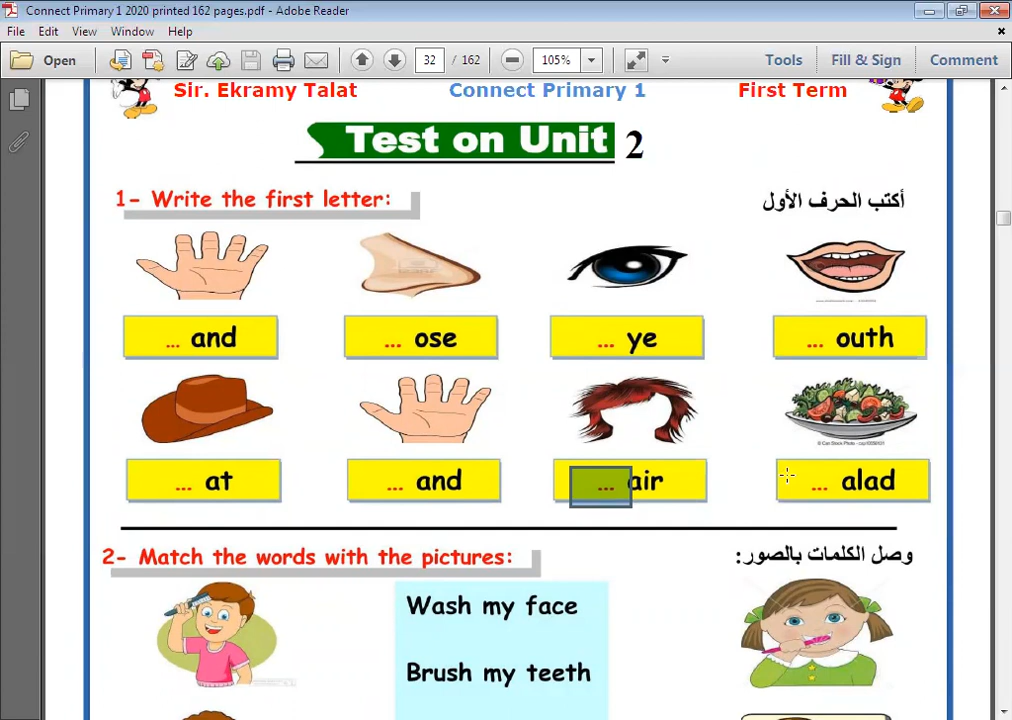 Connect Primary 1 2020 printed 162 pages.pdf - Adobe Reader
File Edit View Window Help
Open 32 / 162 105% Tools Fill & Sign Comment
Sir. Ekramy Talat Connect Primary 1 First Term
Test on Unit 2
1- Write the first letter: أكتب الحرف الأول
... and ... ose ... ye ... outh
... at ... and ... air ... alad
2- Match the words with the pictures: وصل الكلمات بالصور:
Wash my face
Brush my teeth